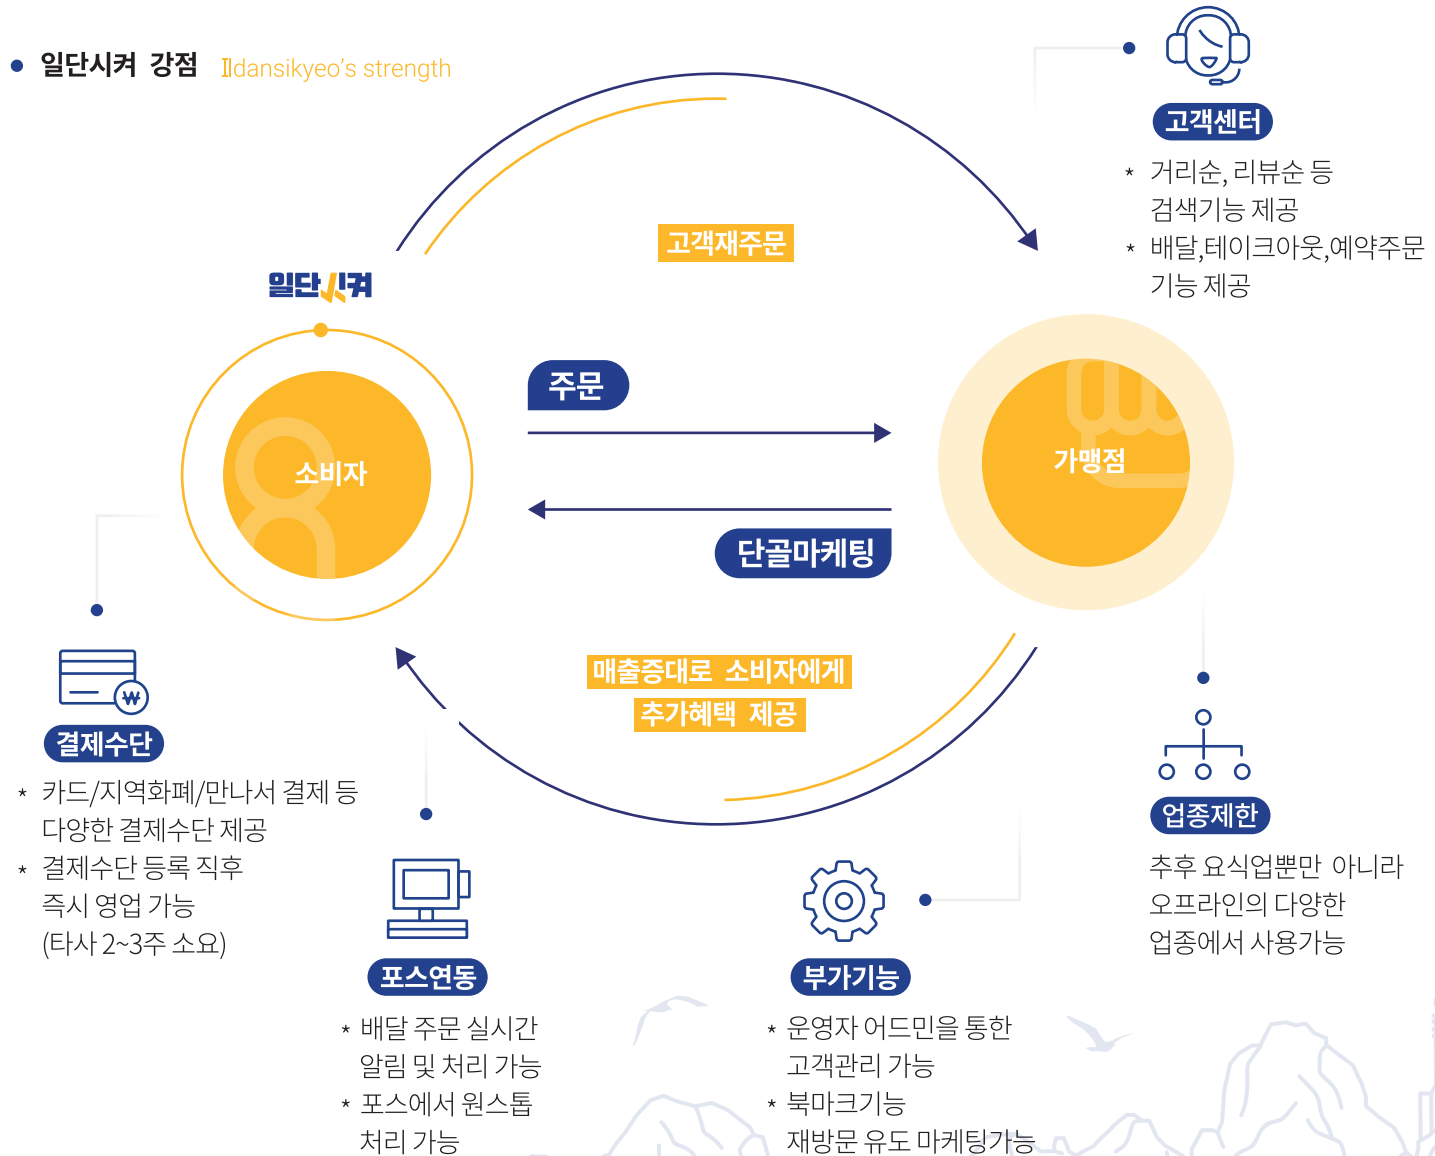 일단시켜 강점 Ildansikyeo's strength
고객센터
* 거리순, 리뷰순 등
검색기능 제공
* 배달,테이크아웃,예약주문
기능 제공
고객재주문
일단시켜
소비자
주문
가맹점
단골마케팅
매출증대로 소비자에게
추가혜택 제공
결제수단
* 카드/지역화폐/만나서 결제 등
다양한 결제수단 제공
* 결제수단 등록 직후
즉시 영업 가능
(타사 2~3주 소요)
포스연동
* 배달 주문 실시간
알림 및 처리 가능
* 포스에서 원스톱
처리 가능
부가기능
* 운영자 어드민을 통한
고객관리 가능
* 북마크기능
재방문 유도 마케팅가능
업종제한
추후 요식업뿐만 아니라
오프라인의 다양한
업종에서 사용가능